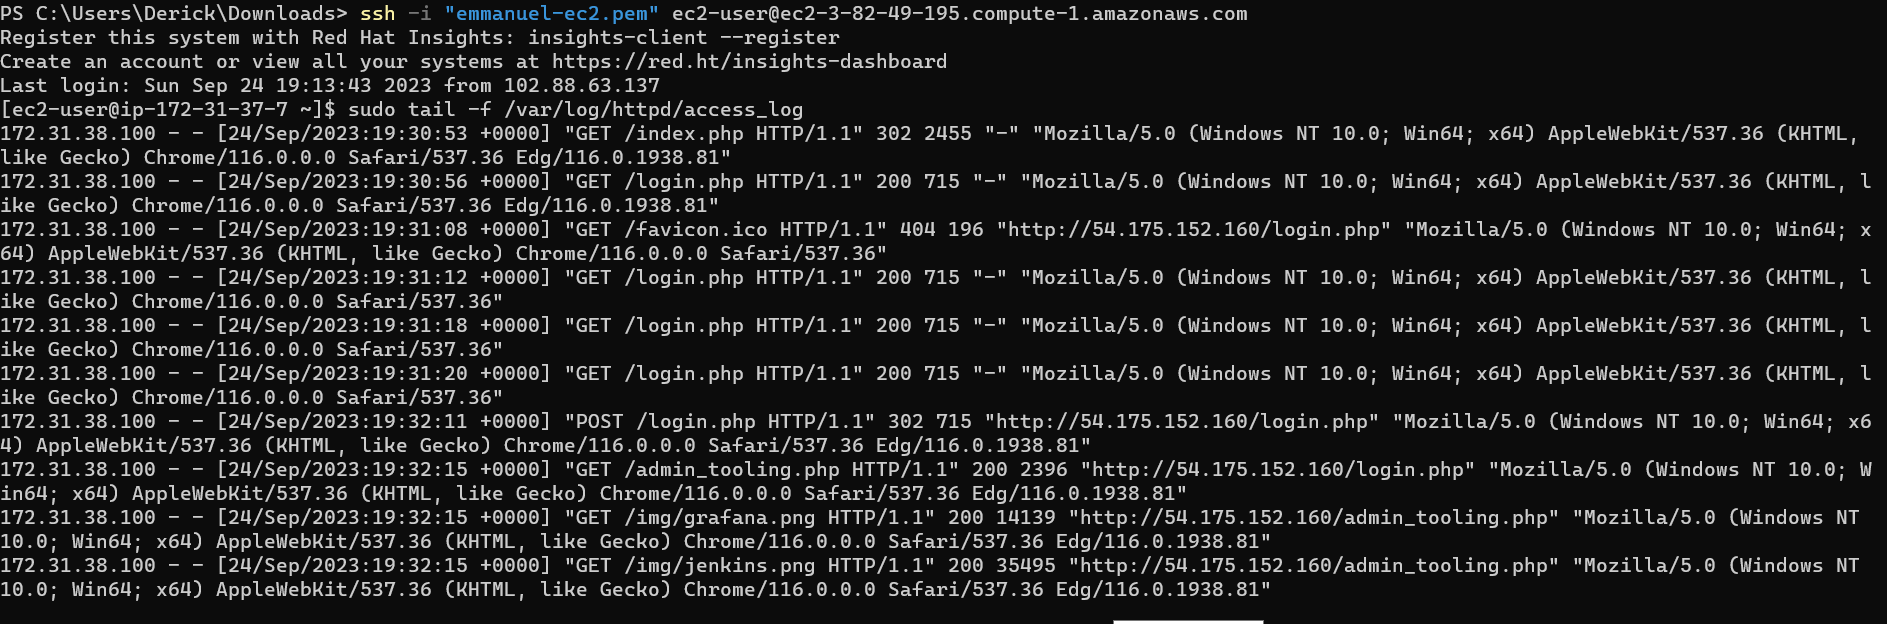 PS C:\Users\Derick\Downloads> ssh -i "emmanuel-ec2.pem" ec2-user@ec2-3-82-49-195.compute-1.amazonaws.com
Register this system with Red Hat Insights: insights-client --register
Create an account or view all your systems at https://red.ht/insights-dashboard
Last login: Sun Sep 24 19:13:43 2023 from 102.88.63.137
[ec2-user@ip-172-31-37-7 ~]$ sudo tail -f /var/log/httpd/access_log
172.31.38.100 - - [24/Sep/2023:19:30:53 +0000] "GET /index.php HTTP/1.1" 302 2455 "-" "Mozilla/5.0 (Windows NT 10.0; Win64; x64) AppleWebKit/537.36 (KHTML,
like Gecko) Chrome/116.0.0.0 Safari/537.36 Edg/116.0.1938.81"
172.31.38.100 - - [24/Sep/2023:19:30:56 +0000] "GET /login.php HTTP/1.1" 200 715 "-" "Mozilla/5.0 (Windows NT 10.0; Win64; x64) AppleWebKit/537.36 (KHTML, l
ike Gecko) Chrome/116.0.0.0 Safari/537.36 Edg/116.0.1938.81"
172.31.38.100 - - [24/Sep/2023:19:31:08 +0000] "GET /favicon.ico HTTP/1.1" 404 196 "http://54.175.152.160/login.php" "Mozilla/5.0 (Windows NT 10.0; Win64; x
64) AppleWebKit/537.36 (KHTML, like Gecko) Chrome/116.0.0.0 Safari/537.36"
172.31.38.100 - - [24/Sep/2023:19:31:12 +0000] "GET /login.php HTTP/1.1" 200 715 "-" "Mozilla/5.0 (Windows NT 10.0; Win64; x64) AppleWebKit/537.36 (KHTML, l
ike Gecko) Chrome/116.0.0.0 Safari/537.36"
172.31.38.100 - - [24/Sep/2023:19:31:18 +0000] "GET /login.php HTTP/1.1" 200 715 "-" "Mozilla/5.0 (Windows NT 10.0; Win64; x64) AppleWebKit/537.36 (KHTML, l
ike Gecko) Chrome/116.0.0.0 Safari/537.36"
172.31.38.100 - - [24/Sep/2023:19:31:20 +0000] "GET /login.php HTTP/1.1" 200 715 "-" "Mozilla/5.0 (Windows NT 10.0; Win64; x64) AppleWebKit/537.36 (KHTML, l
ike Gecko) Chrome/116.0.0.0 Safari/537.36"
172.31.38.100 - - [24/Sep/2023:19:32:11 +0000] "POST /login.php HTTP/1.1" 302 715 "http://54.175.152.160/login.php" "Mozilla/5.0 (Windows NT 10.0; Win64; x6
4) AppleWebKit/537.36 (KHTML, like Gecko) Chrome/116.0.0.0 Safari/537.36 Edg/116.0.1938.81"
172.31.38.100 - - [24/Sep/2023:19:32:15 +0000] "GET /admin_tooling.php HTTP/1.1" 200 2396 "http://54.175.152.160/login.php" "Mozilla/5.0 (Windows NT 10.0; W
in64; x64) AppleWebKit/537.36 (KHTML, like Gecko) Chrome/116.0.0.0 Safari/537.36 Edg/116.0.1938.81"
172.31.38.100 - - [24/Sep/2023:19:32:15 +0000] "GET /img/grafana.png HTTP/1.1" 200 14139 "http://54.175.152.160/admin_tooling.php" "Mozilla/5.0 (Windows NT
10.0; Win64; x64) AppleWebKit/537.36 (KHTML, like Gecko) Chrome/116.0.0.0 Safari/537.36 Edg/116.0.1938.81"
172.31.38.100 - - [24/Sep/2023:19:32:15 +0000] "GET /img/jenkins.png HTTP/1.1" 200 35495 "http://54.175.152.160/admin_tooling.php" "Mozilla/5.0 (Windows NT
10.0; Win64; x64) AppleWebKit/537.36 (KHTML, like Gecko) Chrome/116.0.0.0 Safari/537.36 Edg/116.0.1938.81"